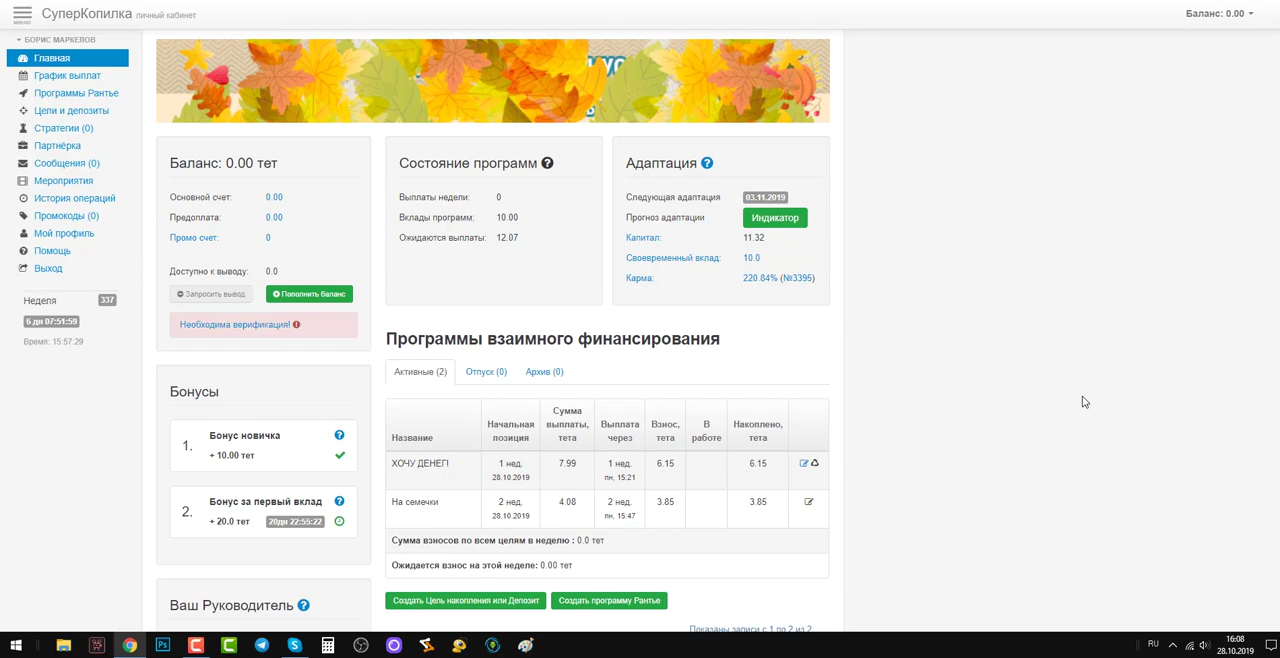 СуперКопилка личный кабинет
меню
Баланс: 0.00
БОРИС МАРКЕЛОВ
Главная
График выплат
Программы Рантье
Цепи и депозиты
Стратегии (0)
Партнёрка
Сообщения (0)
Мероприятия
История операций
Промокоды (0)
Мой профиль
Помощь
Выход
Неделя 337
6 дн 07:51:59
Время: 15:57:29
Баланс: 0.00 тет
Основной счет: 0.00
Предоплата: 0.00
Промо счет: 0
Доступно к выводу: 0.0
Запросить вывод
Пополнить баланс
Необходима верификация!
Состояние программ
Выплаты недели: 0
Вклады программ: 10.00
Ожидаются выплаты: 12.07
Адаптация
Следующая адаптация 03.11.2019
Прогноз адаптации Индикатор
Капитал: 11.32
Своевременный вклад: 10.0
Карма: 220.84% (№3395)
Бонусы
1. Бонус новичка
+ 10.00 тет
2. Бонус за первый вклад
+ 20.0 тет 20дн 22:55:22
Ваш Руководитель
Программы взаимного финансирования
Активные (2) Отпуск (0) Архив (0)
Название Начальная позиция Сумма выплаты, тета Выплата через Взнос, тета В работе Накоплено, тета
ХОЧУ ДЕНЕГ! 1 нед. 7.99 1 нед. 6.15 6.15
28.10.2019 пн, 15:21
На семечки 2 нед. 4.08 2 нед. 3.85 3.85
28.10.2019 пн, 15:47
Сумма взносов по всем целям в неделю : 0.0 тет
Ожидается взнос на этой неделе: 0.00 тет
Создать Цель накопления или Депозит
Создать программу Рантье
Показаны записи с 1 по 2 из 2
RU
16:08
28.10.2019